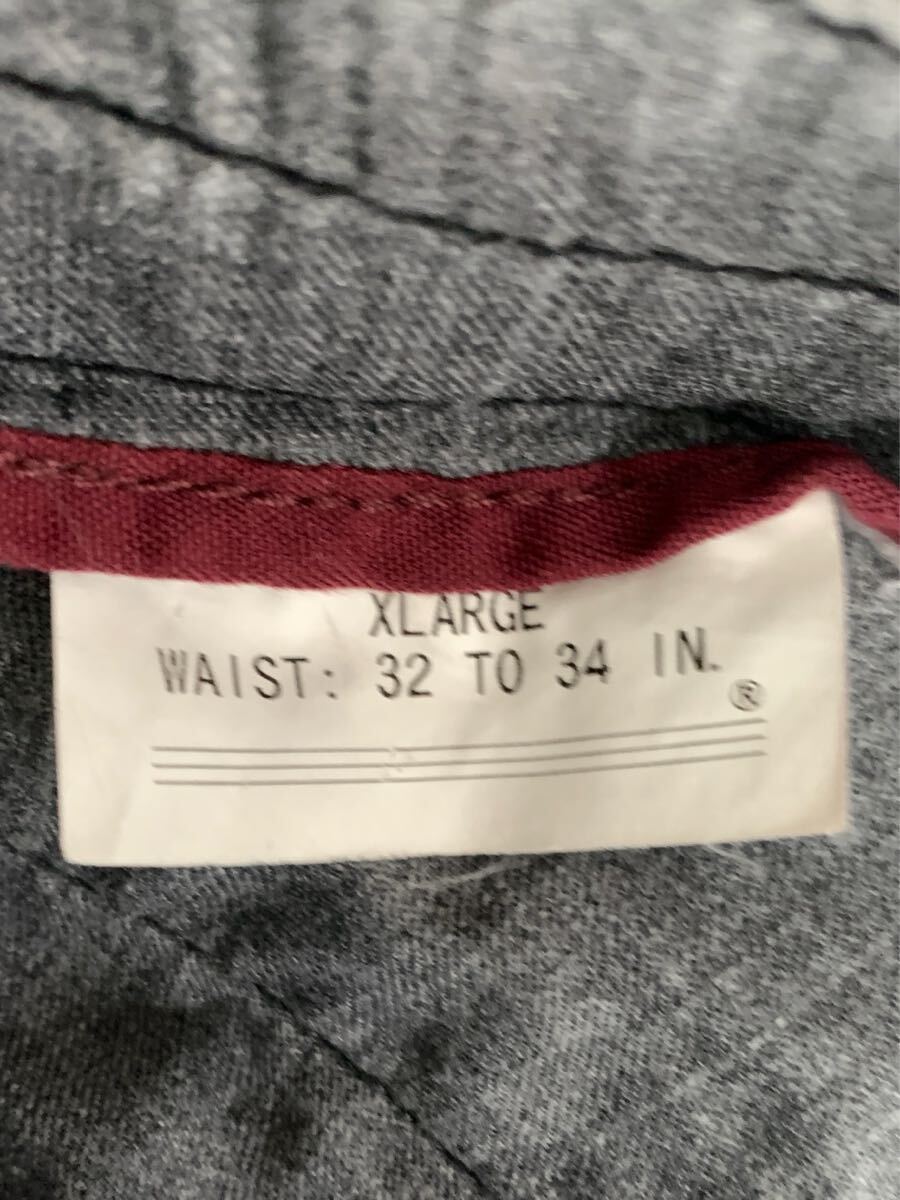 XLARGE
WAIST: 32 TO 34 IN.
®